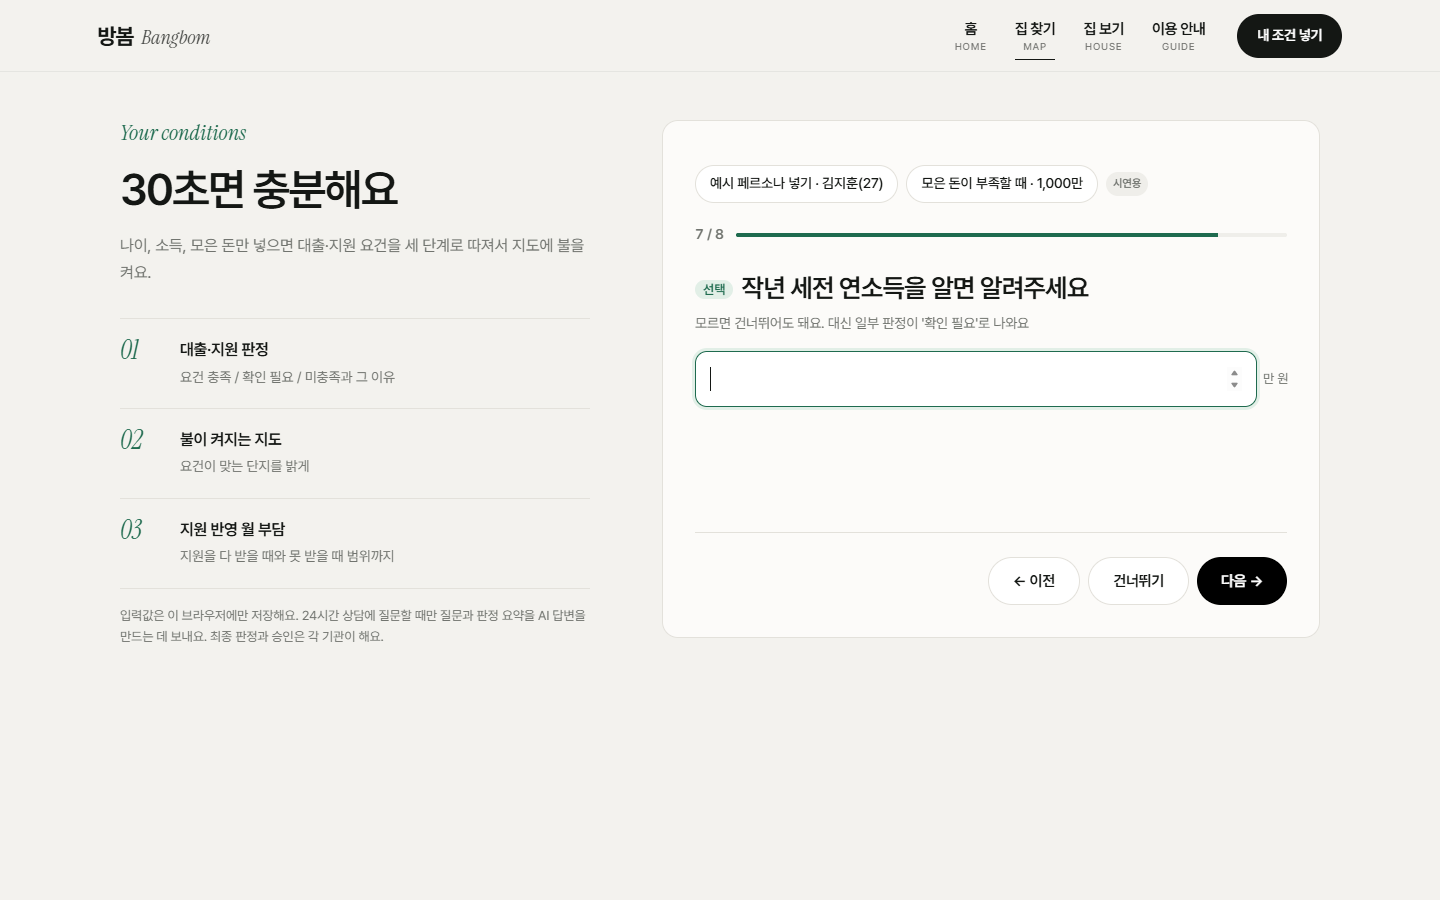 방봄 Bangbom
홈
HOME
집 찾기
MAP
집 보기
HOUSE
이용 안내
GUIDE
내 조건 넣기
Your conditions
30초면 충분해요
나이, 소득, 모은 돈만 넣으면 대출·지원 요건을 세 단계로 따져서 지도에 불을
켜요.
01
대출·지원 판정
요건 충족 / 확인 필요 / 미충족과 그 이유
02
불이 켜지는 지도
요건이 맞는 단지를 밝게
03
지원 반영 월 부담
지원을 다 받을 때와 못 받을 때 범위까지
입력값은 이 브라우저에만 저장해요. 24시간 상담에 질문할 때만 질문과 판정 요약을 AI 답변을
만드는 데 보내요. 최종 판정과 승인은 각 기관이 해요.
예시 페르소나 넣기 · 김지훈(27)
모은 돈이 부족할 때 · 1,000만
시연용
7 / 8
선택 작년 세전 연소득을 알면 알려주세요
모르면 건너뛰어도 돼요. 대신 일부 판정이 '확인 필요'로 나와요
만 원
← 이전
건너뛰기
다음 →